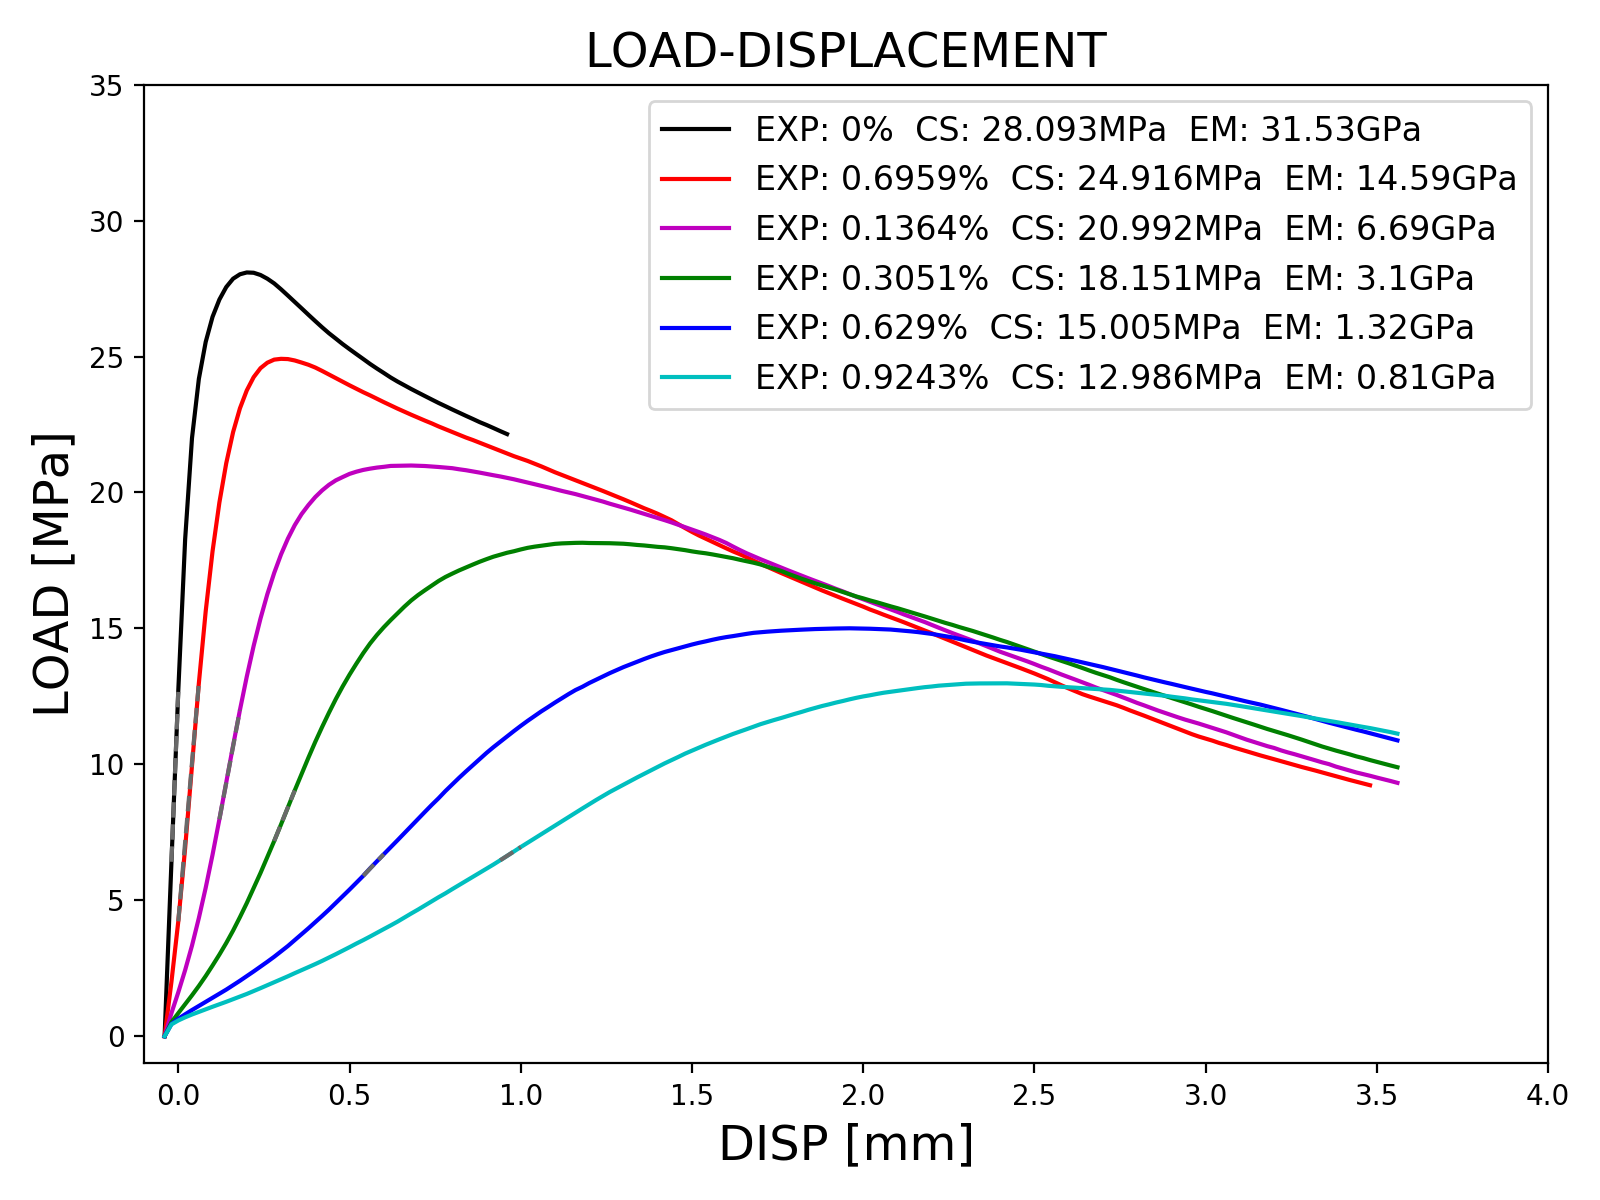 LOAD-DISPLACEMENT
EXP: 0%  CS: 28.093MPa  EM: 31.53GPa
EXP: 0.6959%  CS: 24.916MPa  EM: 14.59GPa
EXP: 0.1364%  CS: 20.992MPa  EM: 6.69GPa
EXP: 0.3051%  CS: 18.151MPa  EM: 3.1GPa
EXP: 0.629%  CS: 15.005MPa  EM: 1.32GPa
EXP: 0.9243%  CS: 12.986MPa  EM: 0.81GPa
LOAD [MPa]
35
30
25
20
15
10
5
0
0.0 0.5 1.0 1.5 2.0 2.5 3.0 3.5 4.0
DISP [mm]